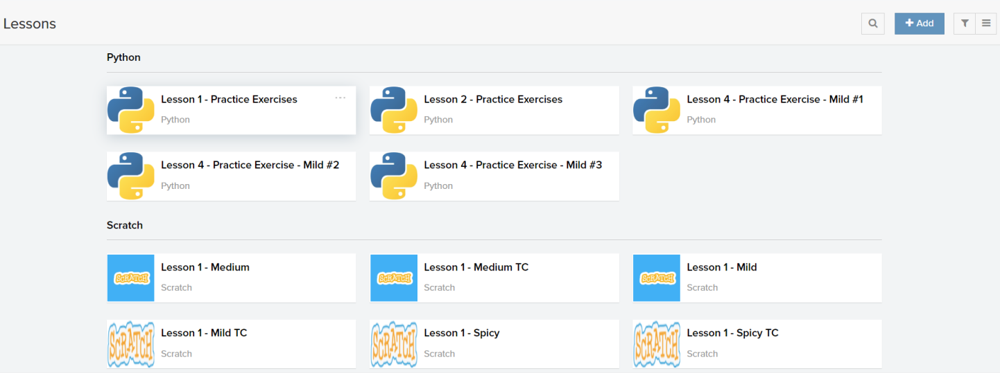 Lessons
+ Add
Python
Lesson 1 - Practice Exercises
Python
Lesson 2 - Practice Exercises
Python
Lesson 4 - Practice Exercise - Mild #1
Python
Lesson 4 - Practice Exercise - Mild #2
Python
Lesson 4 - Practice Exercise - Mild #3
Python
Scratch
SCRATCH
Lesson 1 - Medium
Scratch
SCRATCH
Lesson 1 - Medium TC
Scratch
SCRATCH
Lesson 1 - Mild
Scratch
SCRATCH
Lesson 1 - Mild TC
Scratch
SCRATCH
Lesson 1 - Spicy
Scratch
SCRATCH
Lesson 1 - Spicy TC
Scratch